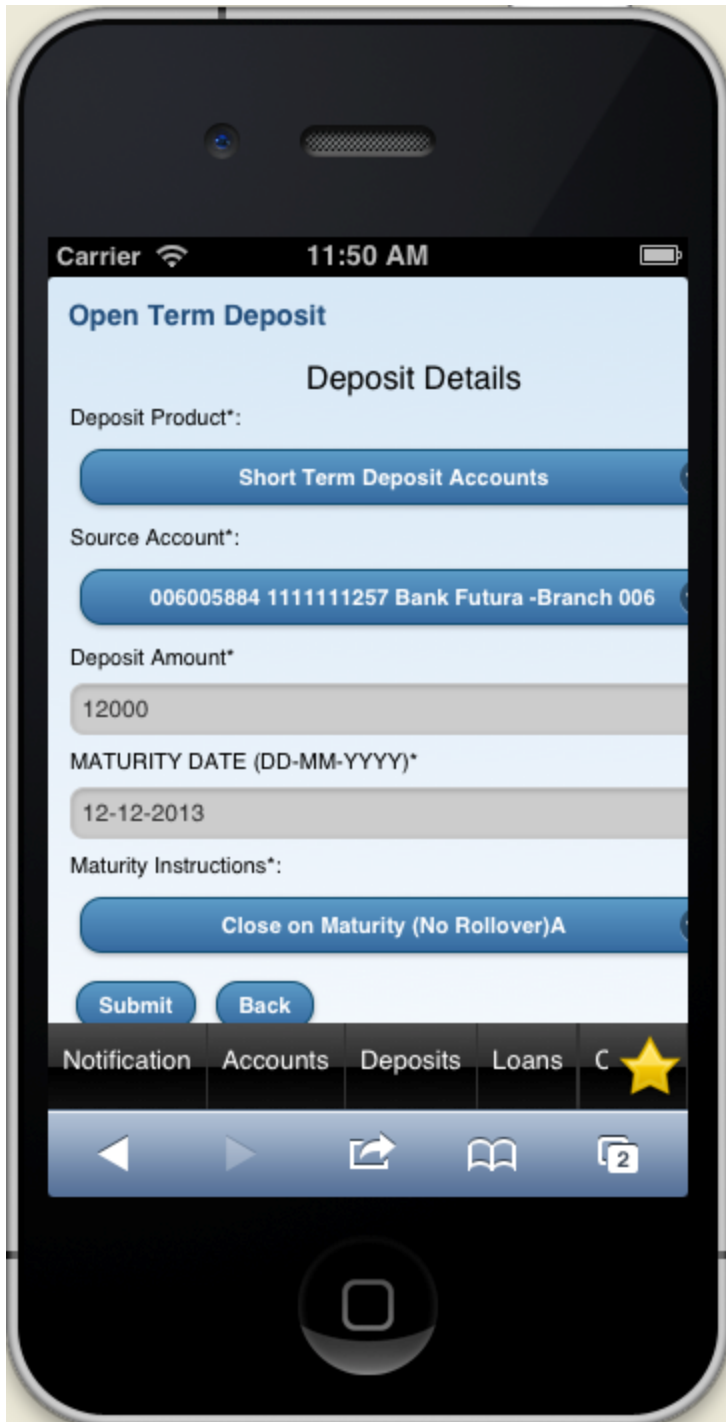 Carrier 11:50 AM
Open Term Deposit
Deposit Details
Deposit Product*:
Short Term Deposit Accounts
Source Account*:
006005884 1111111257 Bank Futura -Branch 006
Deposit Amount*
12000
MATURITY DATE (DD-MM-YYYY)*
12-12-2013
Maturity Instructions*:
Close on Maturity (No Rollover)A
Submit Back
Notification Accounts Deposits Loans C
2